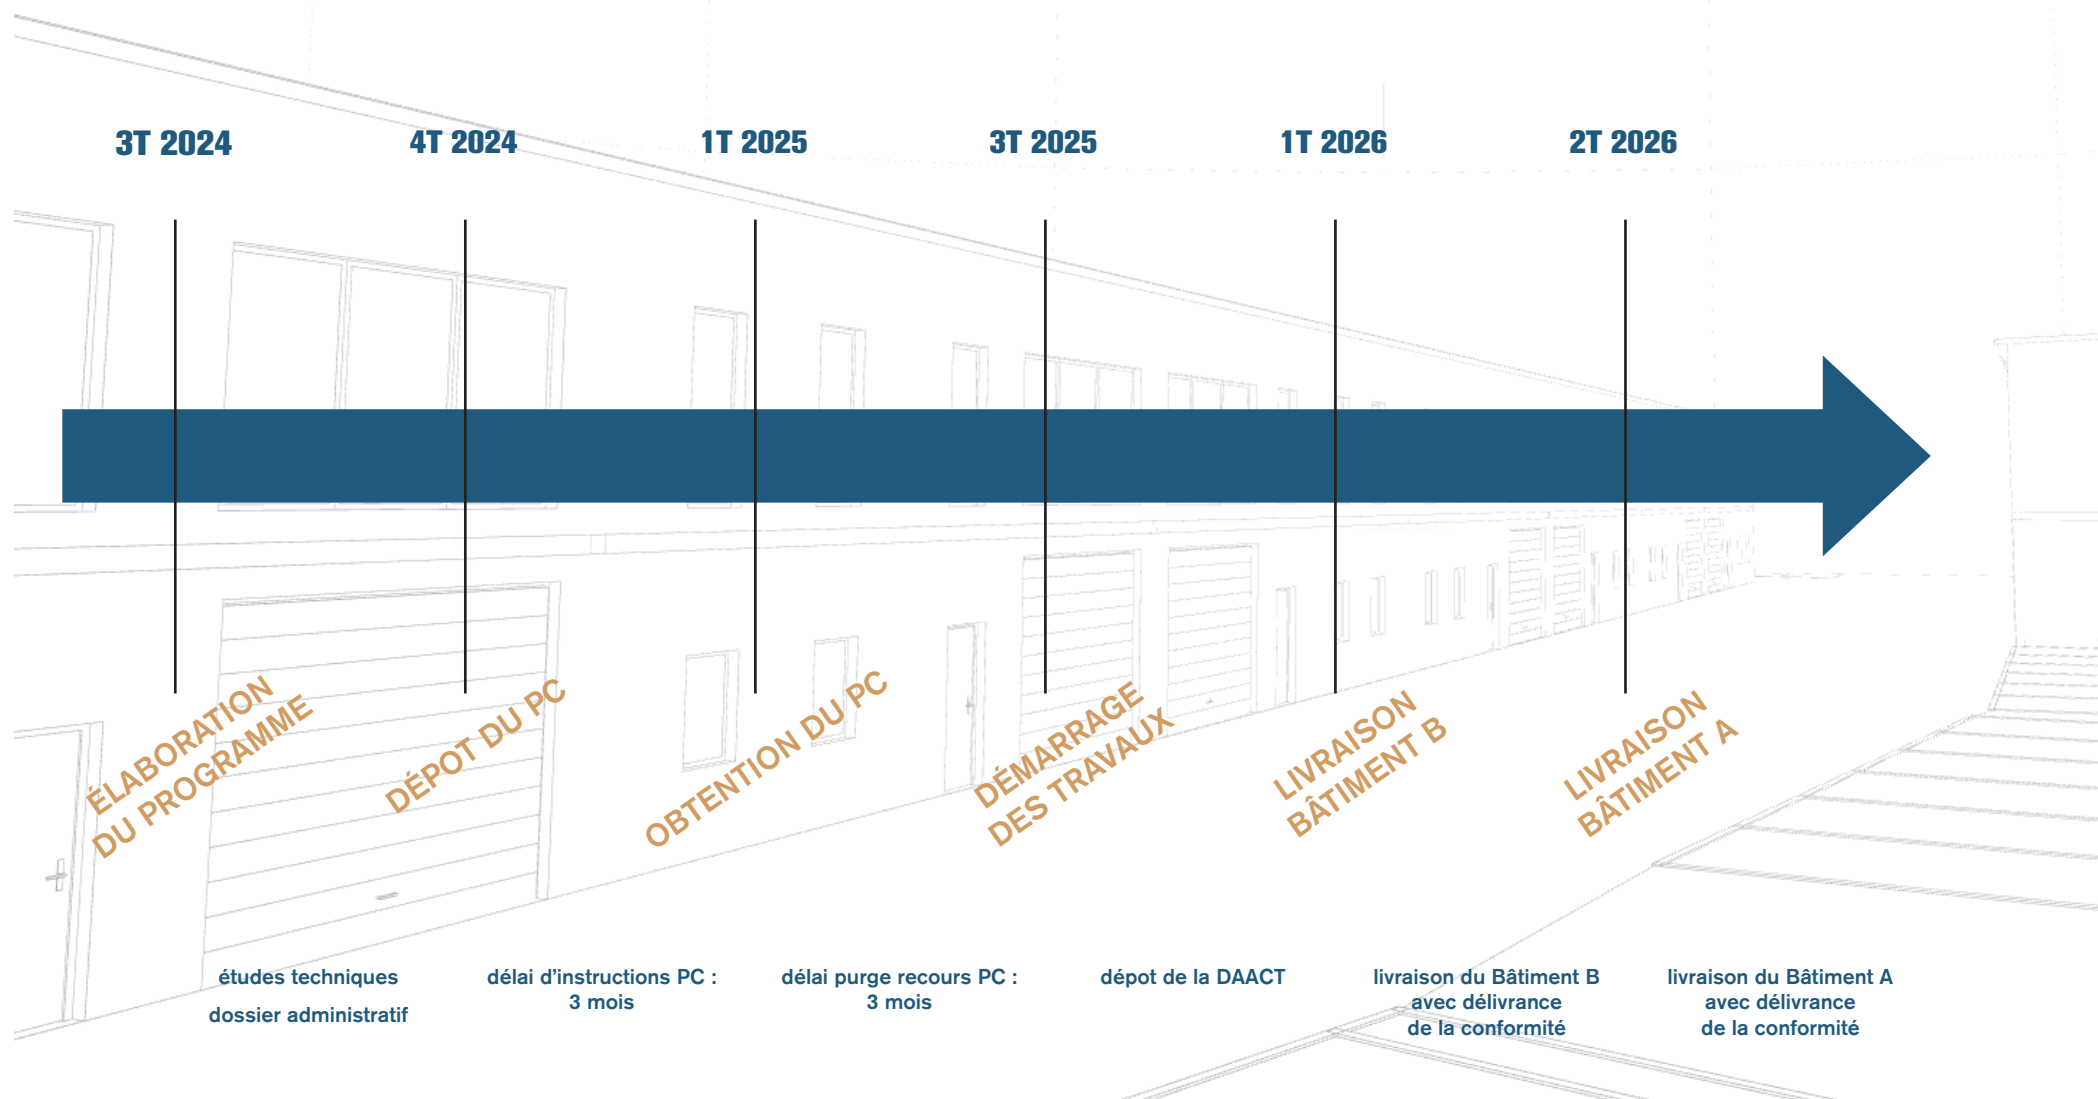 3T 2024
4T 2024
1T 2025
3T 2025
1T 2026
2T 2026
ÉLABORATION
DU PROGRAMME
DÉPOT DU PC
OBTENTION DU PC
DÉMARRAGE
DES TRAVAUX
LIVRAISON
BÂTIMENT B
LIVRAISON
BÂTIMENT A
études techniques
dossier administratif
délai d'instructions PC :
3 mois
délai purge recours PC :
3 mois
dépot de la DAACT
livraison du Bâtiment B
avec délivrance
de la conformité
livraison du Bâtiment A
avec délivrance
de la conformité